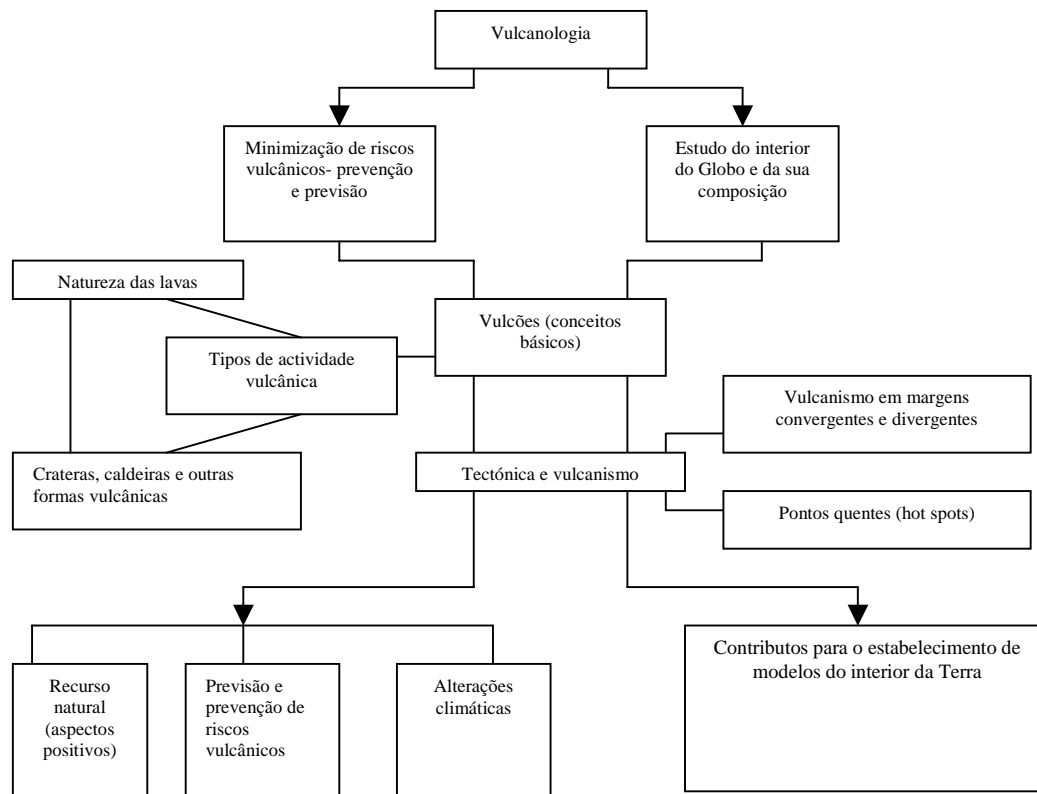 Vulcanologia
Minimização de riscos
vulcânicos- prevenção
e previsão
Estudo do interior
do Globo e da sua
composição
Natureza das lavas
Vulcões (conceitos
básicos)
Tipos de actividade
vulcânica
Vulcanismo em margens
convergentes e divergentes
Crateras, caldeiras e outras
formas vulcânicas
Tectónica e vulcanismo
Pontos quentes (hot spots)
Recurso
natural
(aspectos
positivos)
Previsão e
prevenção de
riscos
vulcânicos
Alterações
climáticas
Contributos para o estabelecimento de
modelos do interior da Terra